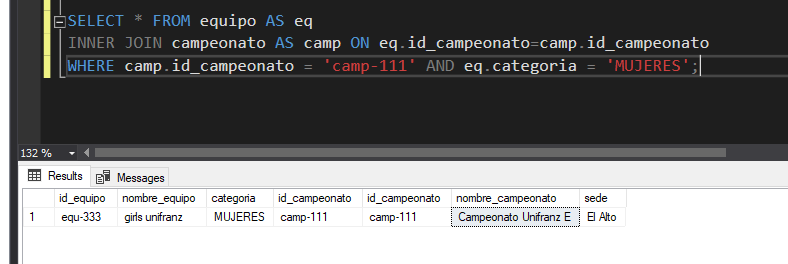 SELECT * FROM equipo AS eq
INNER JOIN campeonato AS camp ON eq.id_campeonato=camp.id_campeonato
WHERE camp.id_campeonato = 'camp-111' AND eq.categoria = 'MUJERES';
132 %
Results Messages
id_equipo nombre_equipo categoria id_campeonato id_campeonato nombre_campeonato sede
1 equ-333 girls unifranz MUJERES camp-111 camp-111 Campeonato Unifranz E El Alto